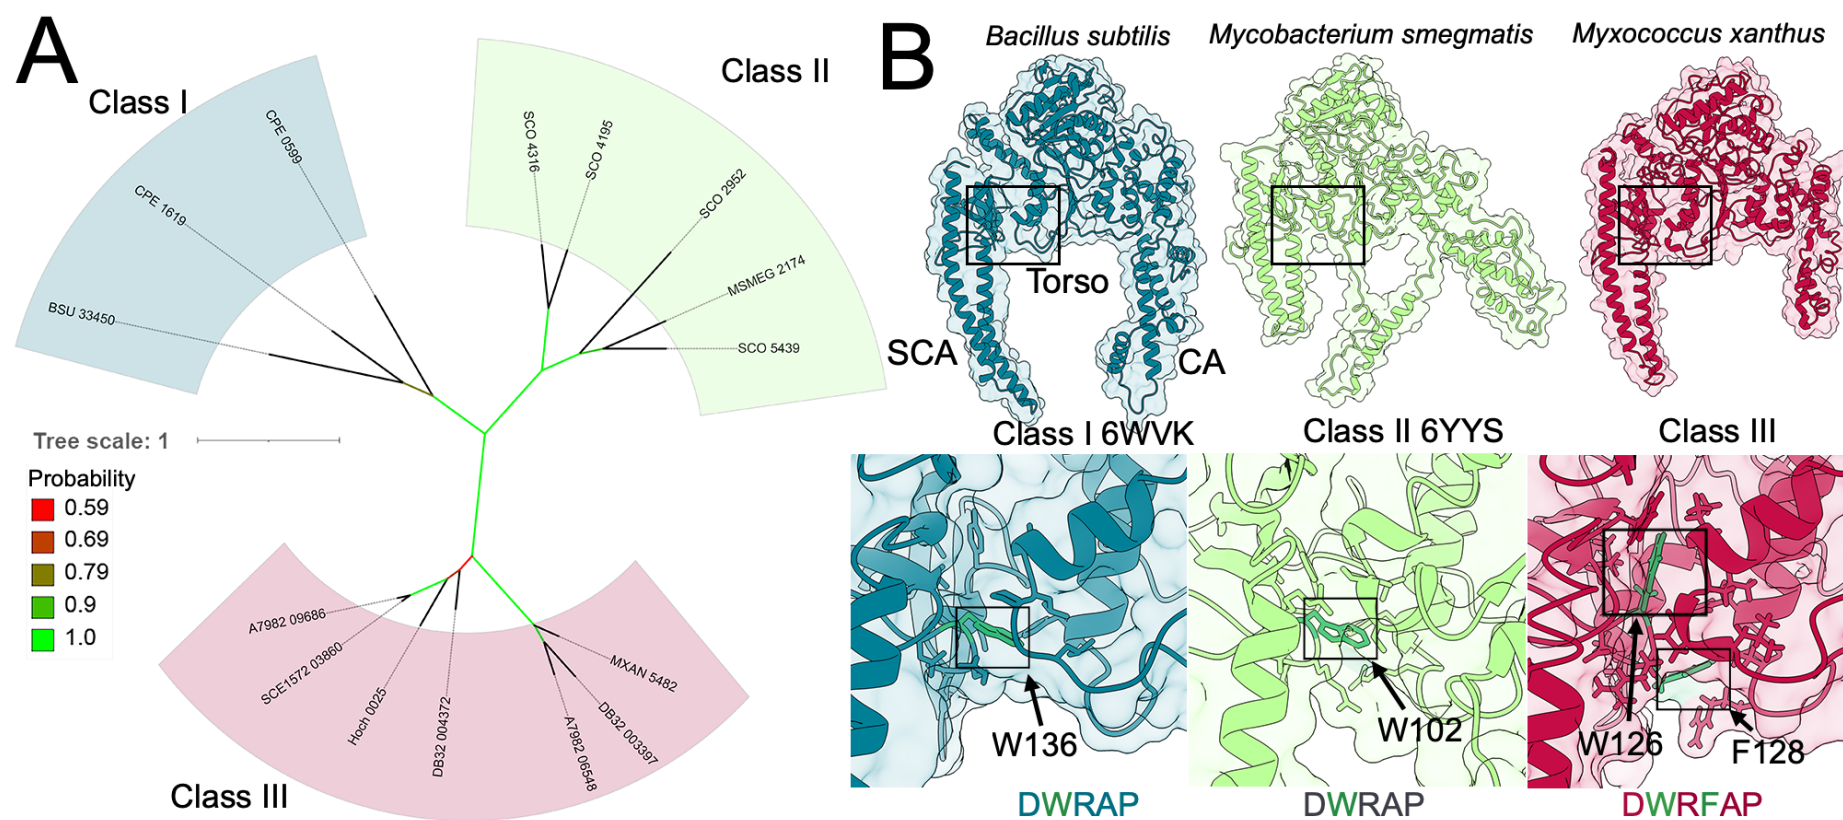 A
Class I
CPE 0599
CPE 1619
BSU 33450
Class II
SCO 4316
SCO 4195
SCO 2952
MSMEG 2174
SCO 5439
Tree scale: 1
Probability
0.59
0.69
0.79
0.9
1.0
A7982 09686
SCE1572 03860
Hoch 0025
DB32 004372
A7982 06548
DB32 003397
MXAN 5482
Class III
B
Bacillus subtilis
Mycobacterium smegmatis
Myxococcus xanthus
Torso
SCA
CA
Class I 6WVK
Class II 6YYS
Class III
W136
W102
W126
F128
DWRAP
DWRAP
DWRFAP